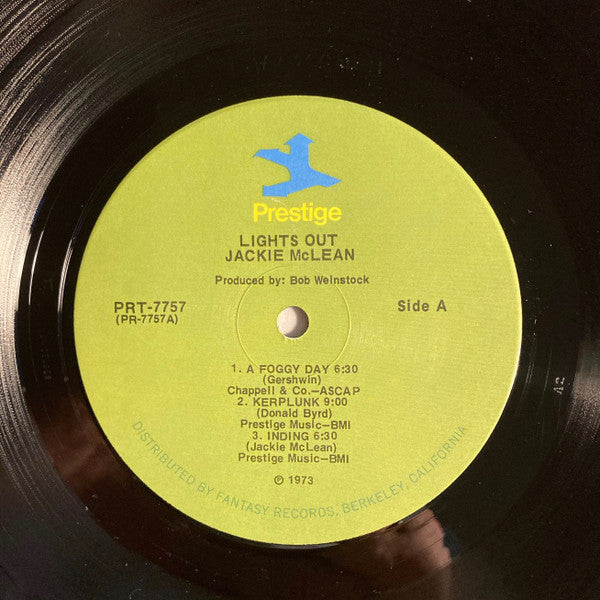 Prestige
LIGHTS OUT
JACKIE McLEAN
Produced by: Bob Weinstock
PRT-7757
(PR-7757A)
Side A
1. A FOGGY DAY 6:30
(Gershwin)
Chappell & Co.—ASCAP
2. KERPLUNK 9:00
(Donald Byrd)
Prestige Music—BMI
3. INDING 6:30
(Jackie McLean)
Prestige Music—BMI
℗ 1973
DISTRIBUTED BY FANTASY RECORDS, BERKELEY, CALIFORNIA